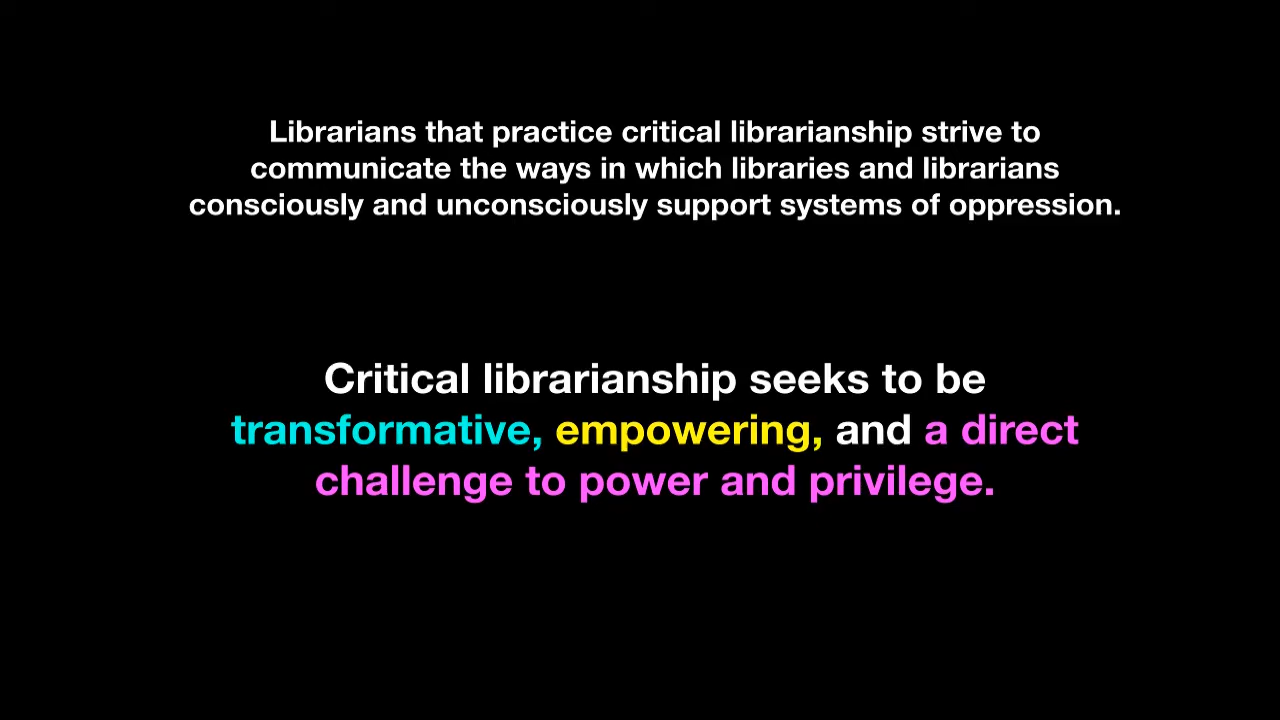 Librarians that practice critical librarianship strive to
communicate the ways in which libraries and librarians
consciously and unconsciously support systems of oppression.
Critical librarianship seeks to be
transformative, empowering, and a direct
challenge to power and privilege.